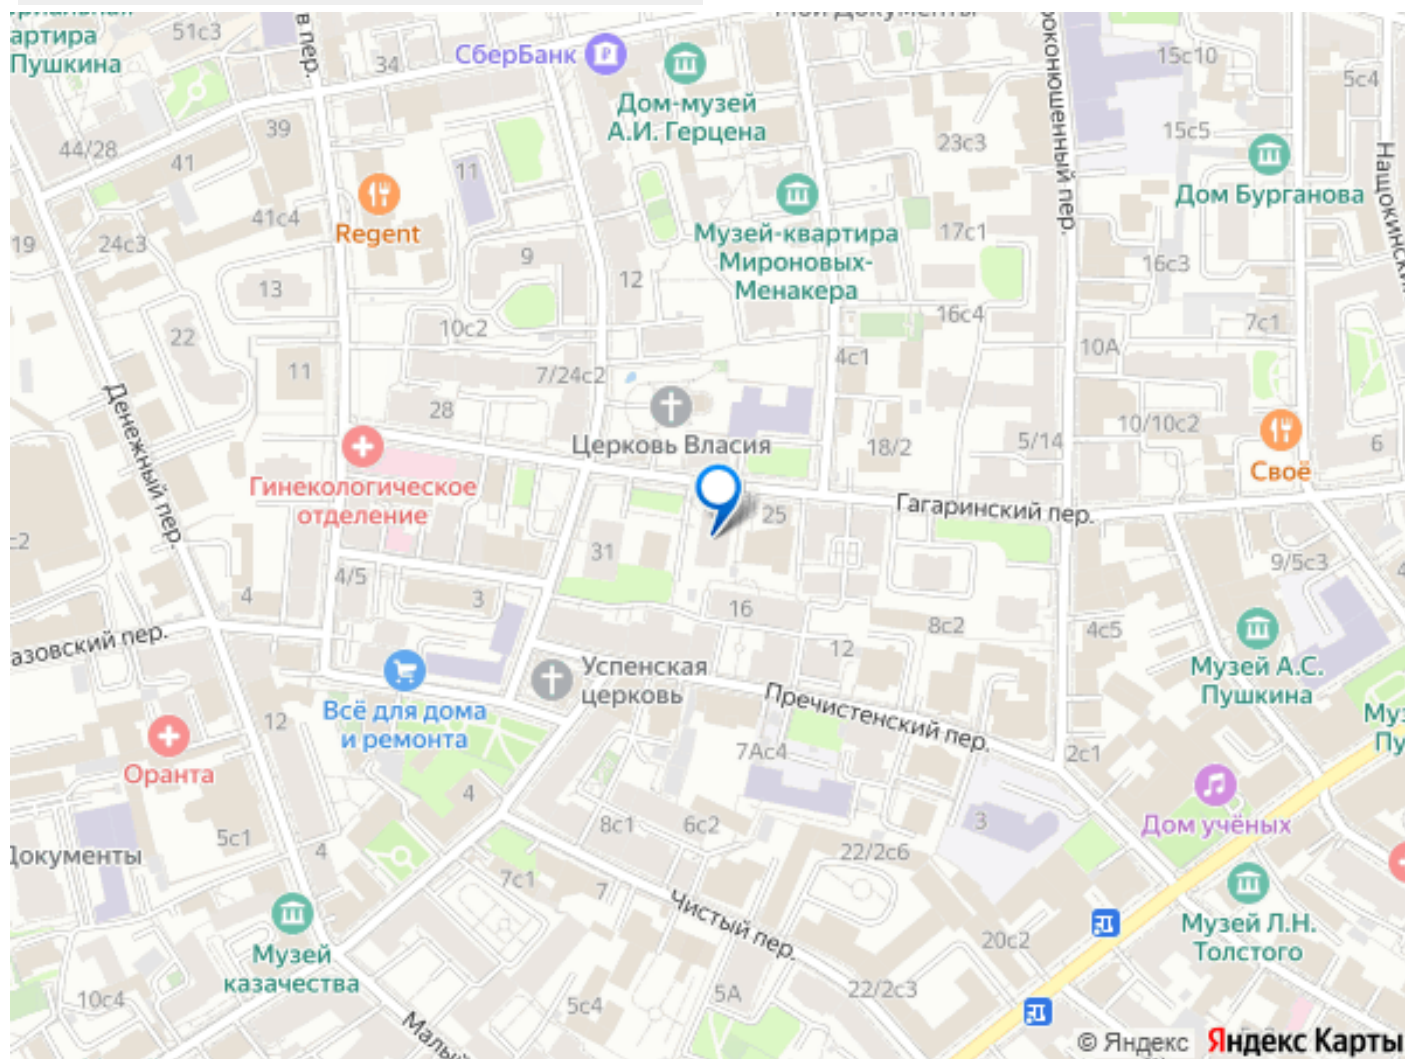 51с3
артира
Пушкина
в пер.
34
СберБанк
Мои документы
15с10
5с4
Дом-музей
А.И. Герцена
39
44/28
41
11
23с3
15с5
Дом Бурганова
Regent
41с4
19
24с3
Музей-квартира
Мироновых-
Менакера
17с1
9
12
13
16с3
16с4
10с2
22
7с1
10А
4с1
11
7/24с2
Денежный пер.
28
10/10с2
Церковь Власия
18/2
5/14
6
Своё
Гинекологическое
отделение
25
Гагаринский пер.
31
9/5с3
4/5
4
3
16
8с2
4с5
12
Успенская
церковь
Музей А.С.
Пушкина
Всё для дома
и ремонта
Пречистенский пер.
12
Оранта
7Ас4
2с1
4
3
Дом учёных
5с1
4
8с1
6с2
22/2с6
Документы
7с1
7
Чистый пер.
Музей Л.Н.
Толстого
Музей
казачества
20с2
10с4
5с4
5А
22/2с3
© Яндекс Яндекс Карты